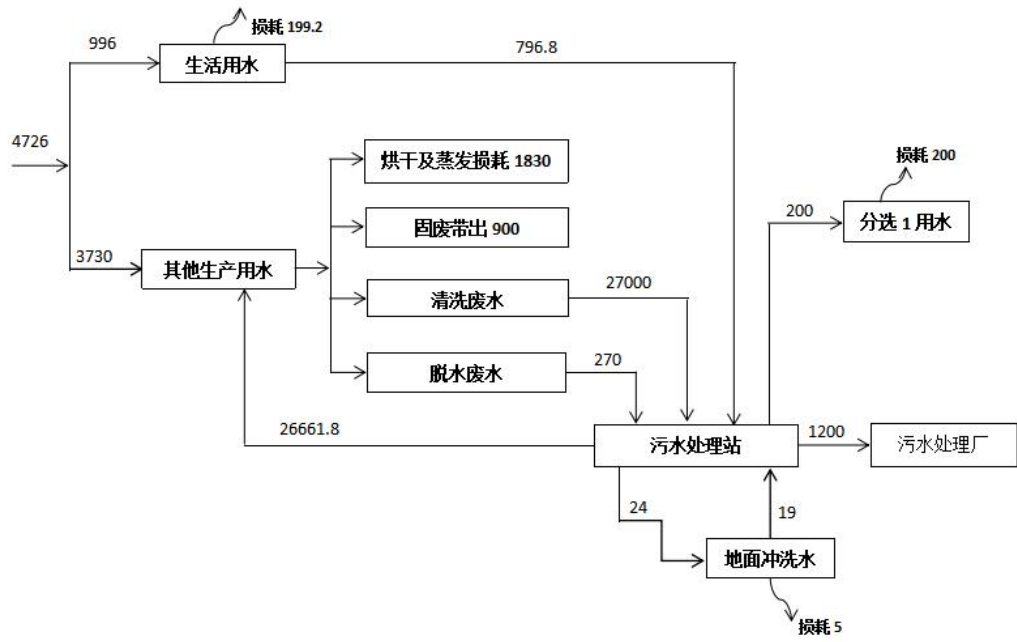 损耗 199.2
996
生活用水
796.8
4726
烘干及蒸发损耗 1830
损耗 200
固废带出 900
200
分选 1 用水
3730
其他生产用水
清洗废水
27000
脱水废水
270
26661.8
污水处理站
1200
污水处理厂
24
19
地面冲洗水
损耗 5